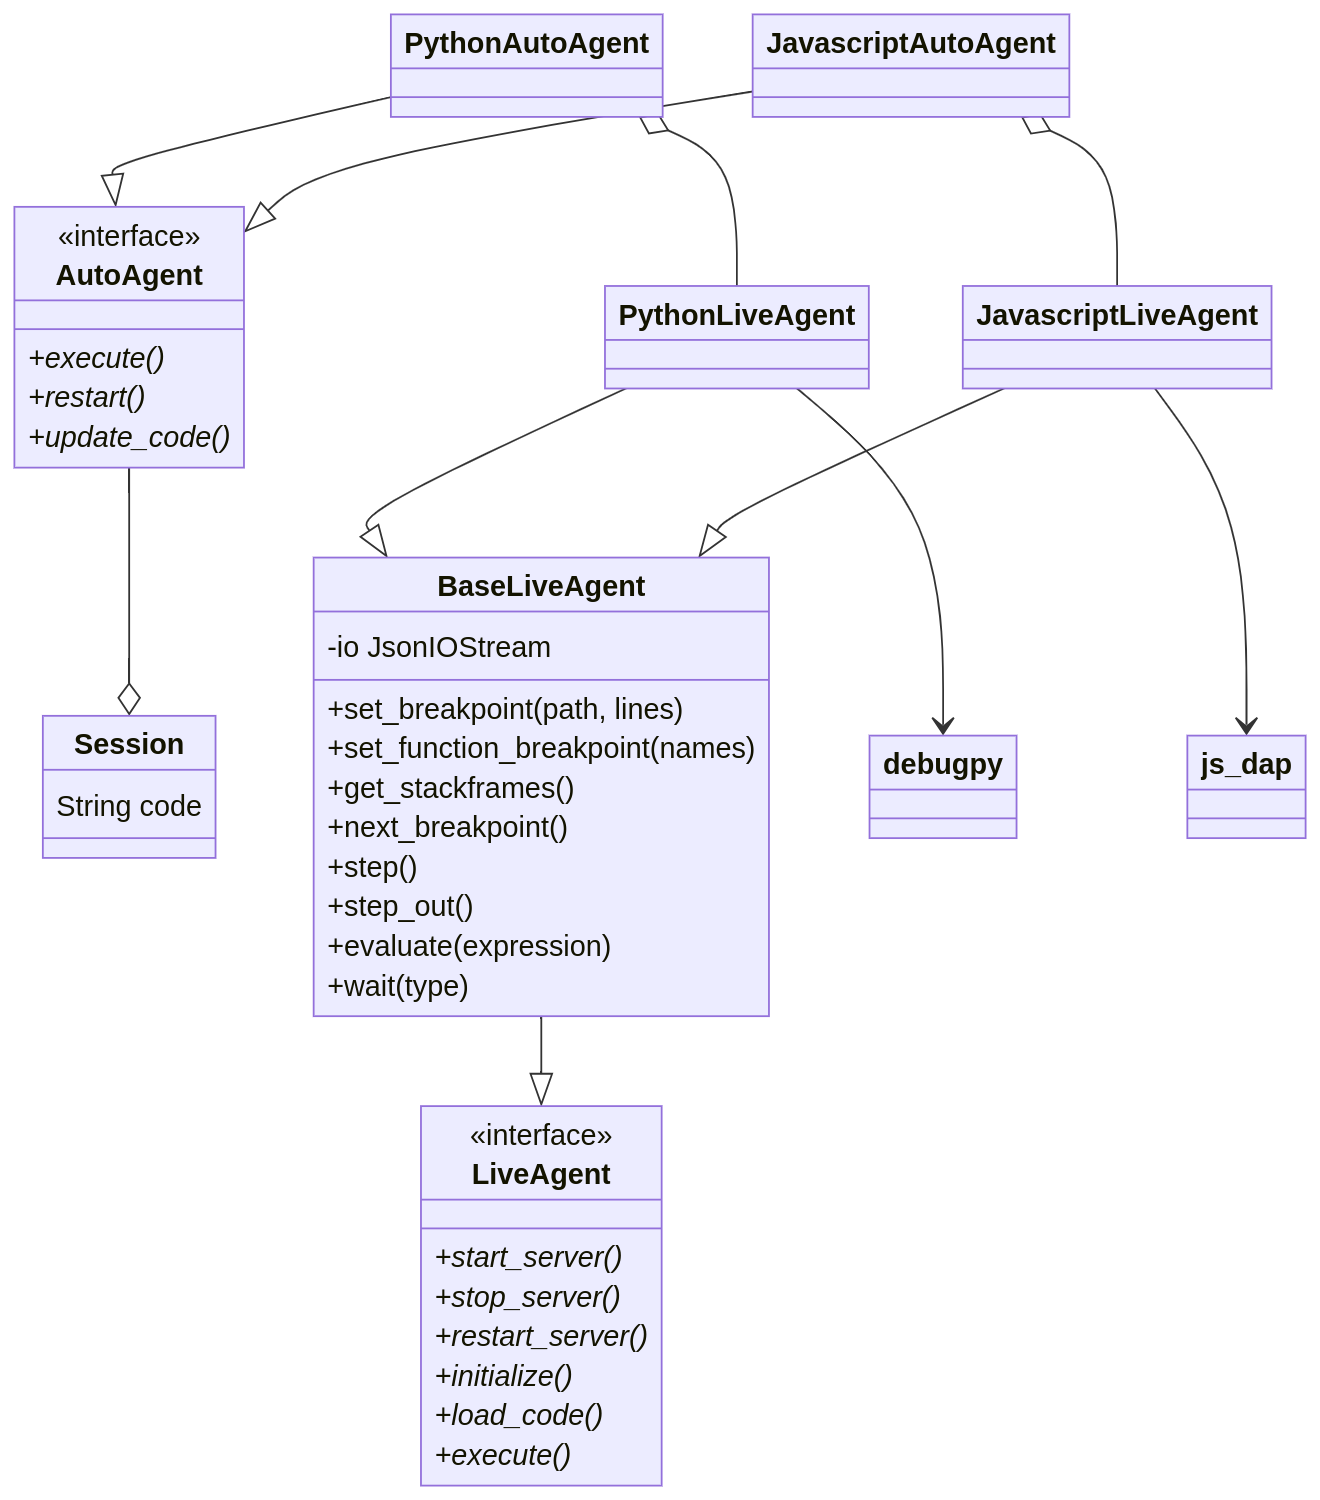 PythonAutoAgent
JavascriptAutoAgent
«interface»
AutoAgent
+execute()
+restart()
+update_code()
PythonLiveAgent
JavascriptLiveAgent
BaseLiveAgent
-io JsonIOStream
+set_breakpoint(path, lines)
+set_function_breakpoint(names)
+get_stackframes()
+next_breakpoint()
+step()
+step_out()
+evaluate(expression)
+wait(type)
Session
String code
debugpy
js_dap
«interface»
LiveAgent
+start_server()
+stop_server()
+restart_server()
+initialize()
+load_code()
+execute()